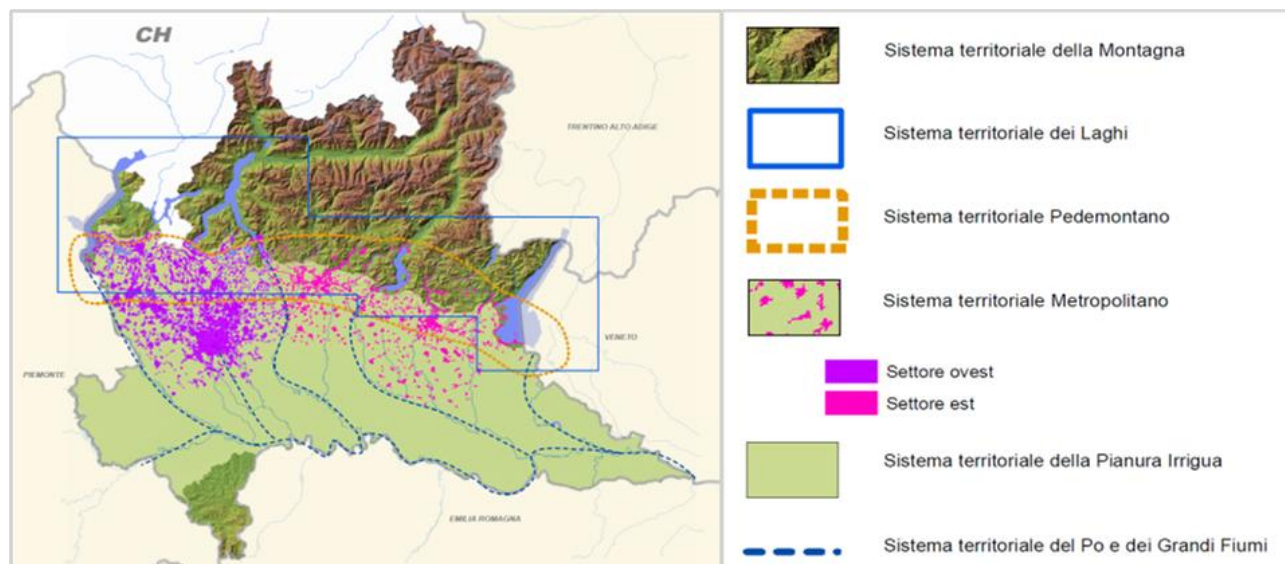 CH
TRENTINO ALTO ADIGE
VENETO
PIEMONTE
EMILIA ROMAGNA
Sistema territoriale della Montagna
Sistema territoriale dei Laghi
Sistema territoriale Pedemontano
Sistema territoriale Metropolitano
Settore ovest
Settore est
Sistema territoriale della Pianura Irrigua
Sistema territoriale del Po e dei Grandi Fiumi